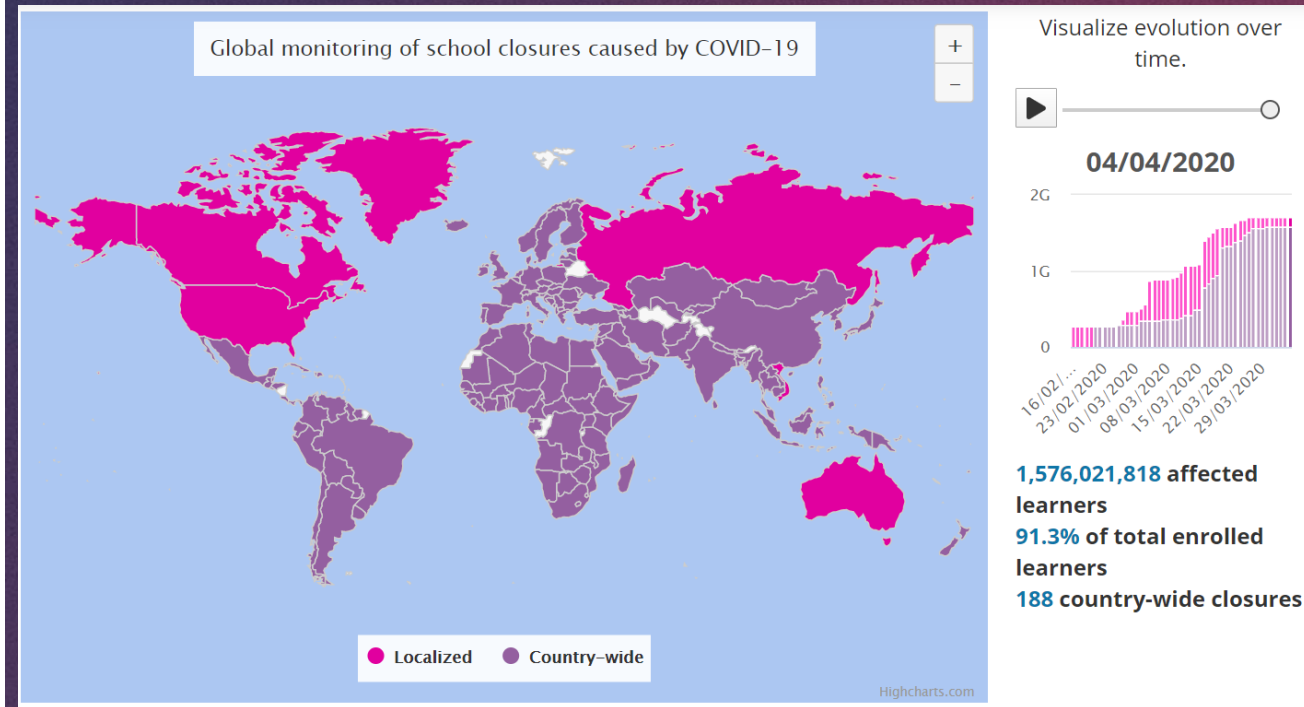 Global monitoring of school closures caused by COVID-19
+
−
Localized
Country-wide
Highcharts.com
Visualize evolution over
time.
04/04/2020
2G
1G
0
16/02/...
23/02/2020
01/03/2020
08/03/2020
15/03/2020
22/03/2020
29/03/2020
1,576,021,818 affected
learners
91.3% of total enrolled
learners
188 country-wide closures